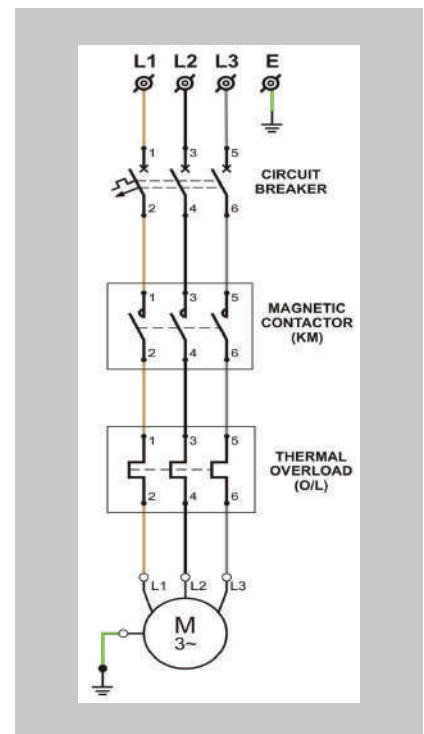 L1 L2 L3 E
1 3 5
CIRCUIT
BREAKER
2 4 6
1 3 5
MAGNETIC
CONTACTOR
(KM)
2 4 6
1 3 5
THERMAL
OVERLOAD
(O/L)
2 4 6
L1 L2 L3
M
3~